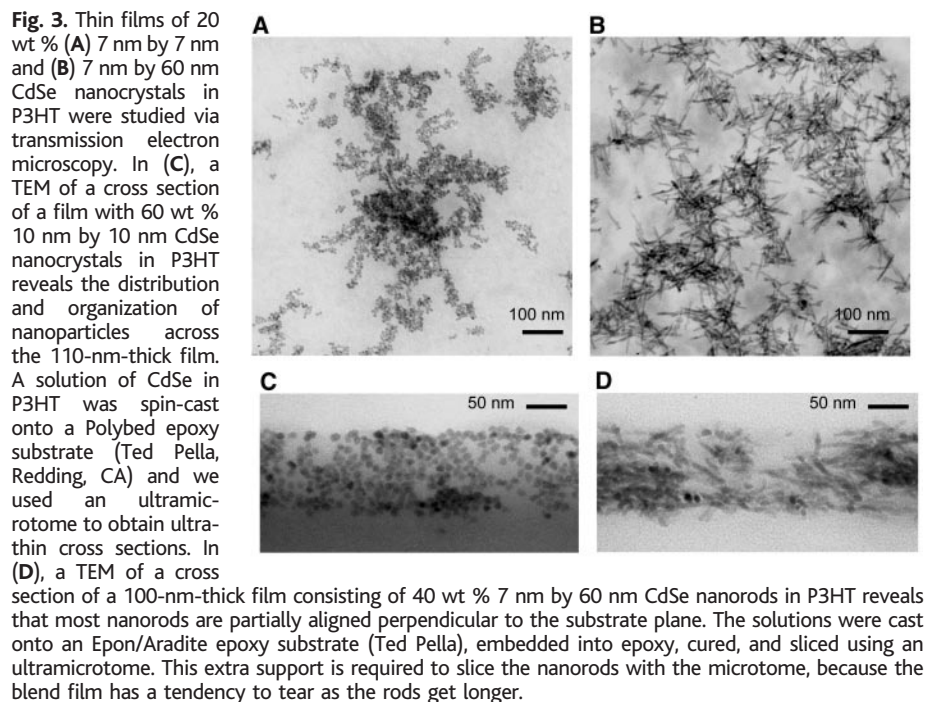 Fig. 3. Thin films of 20
wt % (A) 7 nm by 7 nm
and (B) 7 nm by 60 nm
CdSe nanocrystals in
P3HT were studied via
transmission electron
microscopy. In (C), a
TEM of a cross section
of a film with 60 wt %
10 nm by 10 nm CdSe
nanocrystals in P3HT
reveals the distribution
and organization of
nanoparticles across
the 110-nm-thick film.
A solution of CdSe in
P3HT was spin-cast
onto a Polybed epoxy
substrate (Ted Pella,
Redding, CA) and we
used an ultramic-
rotome to obtain ultra-
thin cross sections. In
(D), a TEM of a cross
section of a 100-nm-thick film consisting of 40 wt % 7 nm by 60 nm CdSe nanorods in P3HT reveals
that most nanorods are partially aligned perpendicular to the substrate plane. The solutions were cast
onto an Epon/Aradite epoxy substrate (Ted Pella), embedded into epoxy, cured, and sliced using an
ultramicrotome. This extra support is required to slice the nanorods with the microtome, because the
blend film has a tendency to tear as the rods get longer.
A
100 nm
B
100 nm
C
50 nm
D
50 nm